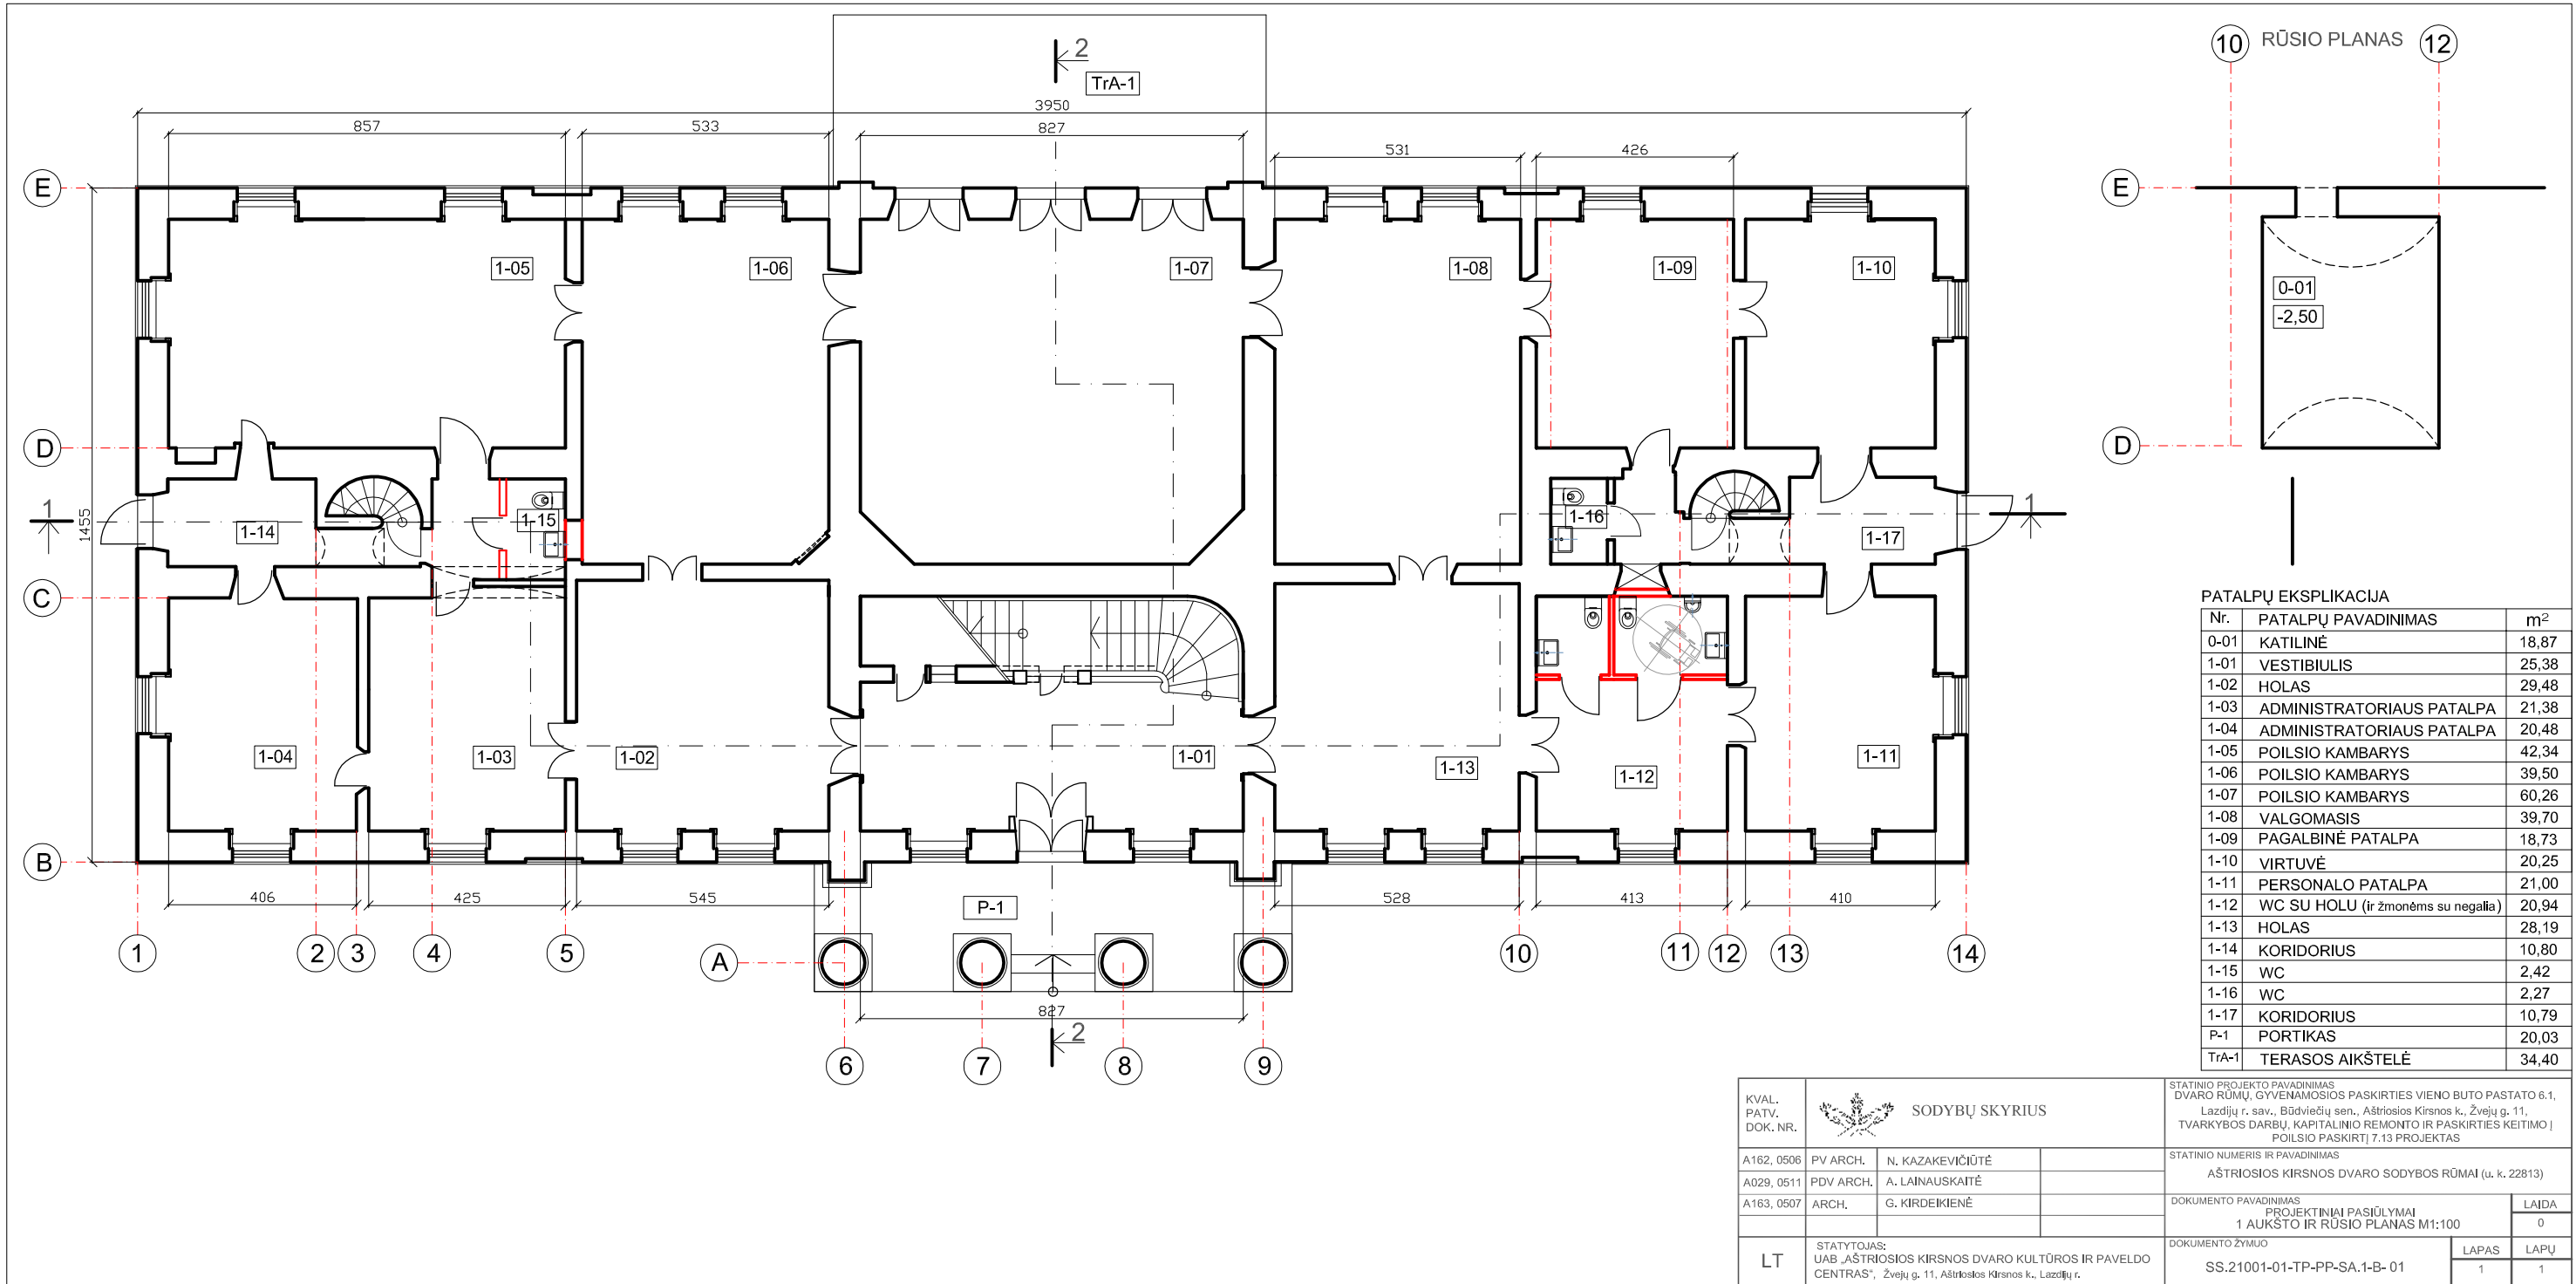 2
TrA-1
3950
857
533
827
531
426
E
D
C
B
1455
1
1
1-05
1-06
1-07
1-08
1-09
1-10
1-14
1-15
1-16
1-17
1-04
1-03
1-02
1-01
1-13
1-12
1-11
406
425
545
P-1
528
413
410
1
2
3
4
5
A
10
11
12
13
14
827
2
6
7
8
9
10
RŪSIO PLANAS
12
E
0-01
-2,50
D
PATALPŲ EKSPLIKACIJA
Nr. PATALPŲ PAVADINIMAS m²
0-01 KATILINĖ 18,87
1-01 VESTIBIULIS 25,38
1-02 HOLAS 29,48
1-03 ADMINISTRATORIAUS PATALPA 21,38
1-04 ADMINISTRATORIAUS PATALPA 20,48
1-05 POILSIO KAMBARYS 42,34
1-06 POILSIO KAMBARYS 39,50
1-07 POILSIO KAMBARYS 60,26
1-08 VALGOMASIS 39,70
1-09 PAGALBINĖ PATALPA 18,73
1-10 VIRTUVĖ 20,25
1-11 PERSONALO PATALPA 21,00
1-12 WC SU HOLU (ir žmonėms su negalia) 20,94
1-13 HOLAS 28,19
1-14 KORIDORIUS 10,80
1-15 WC 2,42
1-16 WC 2,27
1-17 KORIDORIUS 10,79
P-1 PORTIKAS 20,03
TrA-1 TERASOS AIKŠTELĖ 34,40
KVAL.
PATV.
DOK. NR.
SODYBŲ SKYRIUS
STATINIO PROJEKTO PAVADINIMAS
DVARO RŪMŲ, GYVENAMOSIOS PASKIRTIES VIENO BUTO PASTATO 6.1,
Lazdijų r. sav., Būdviečių sen., Aštriosios Kirsnos k., Žvejų g. 11,
TVARKYBOS DARBŲ, KAPITALINIO REMONTO IR PASKIRTIES KEITIMO Į
POILSIO PASKIRTĮ 7.13 PROJEKTAS
A162, 0506 PV ARCH. N. KAZAKEVIČIŪTĖ
A029, 0511 PDV ARCH. A. LAINAUSKAITĖ
A163, 0507 ARCH. G. KIRDEIKIENĖ
STATINIO NUMERIS IR PAVADINIMAS
AŠTRIOSIOS KIRSNOS DVARO SODYBOS RŪMAI (u. k. 22813)
DOKUMENTO PAVADINIMAS
PROJEKTINIAI PASIŪLYMAI
1 AUKŠTO IR RŪSIO PLANAS M1:100
LAIDA
0
LT
STATYTOJAS:
UAB „AŠTRIOSIOS KIRSNOS DVARO KULTŪROS IR PAVELDO
CENTRAS“, Žvejų g. 11, Aštriosios Kirsnos k., Lazdijų r.
DOKUMENTO ŽYMUO
SS.21001-01-TP-PP-SA.1-B- 01
LAPAS LAPŲ
1 1